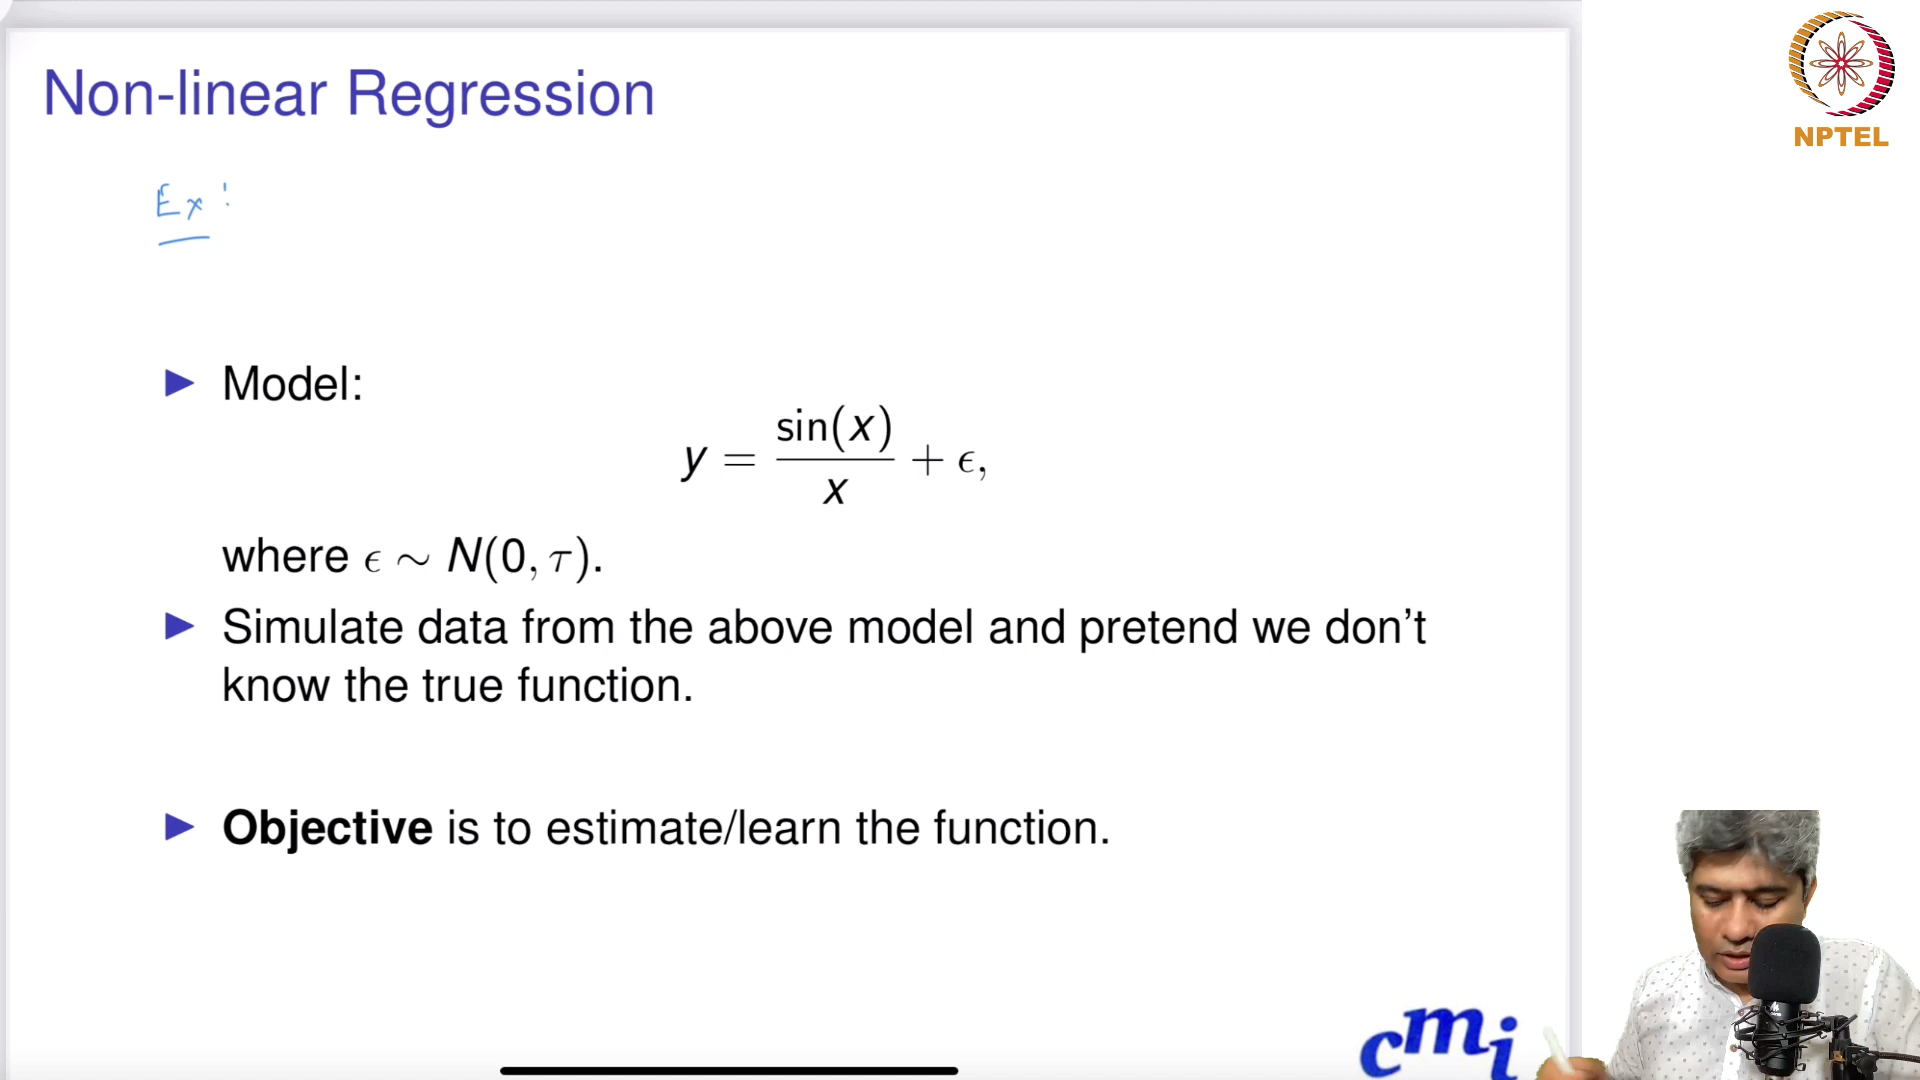 Non-linear Regression
NPTEL
Ex:
▶ Model:
y = sin(x)/x + ϵ,
where ϵ ∼ N(0, τ).
▶ Simulate data from the above model and pretend we don't
know the true function.
▶ Objective is to estimate/learn the function.
cmi